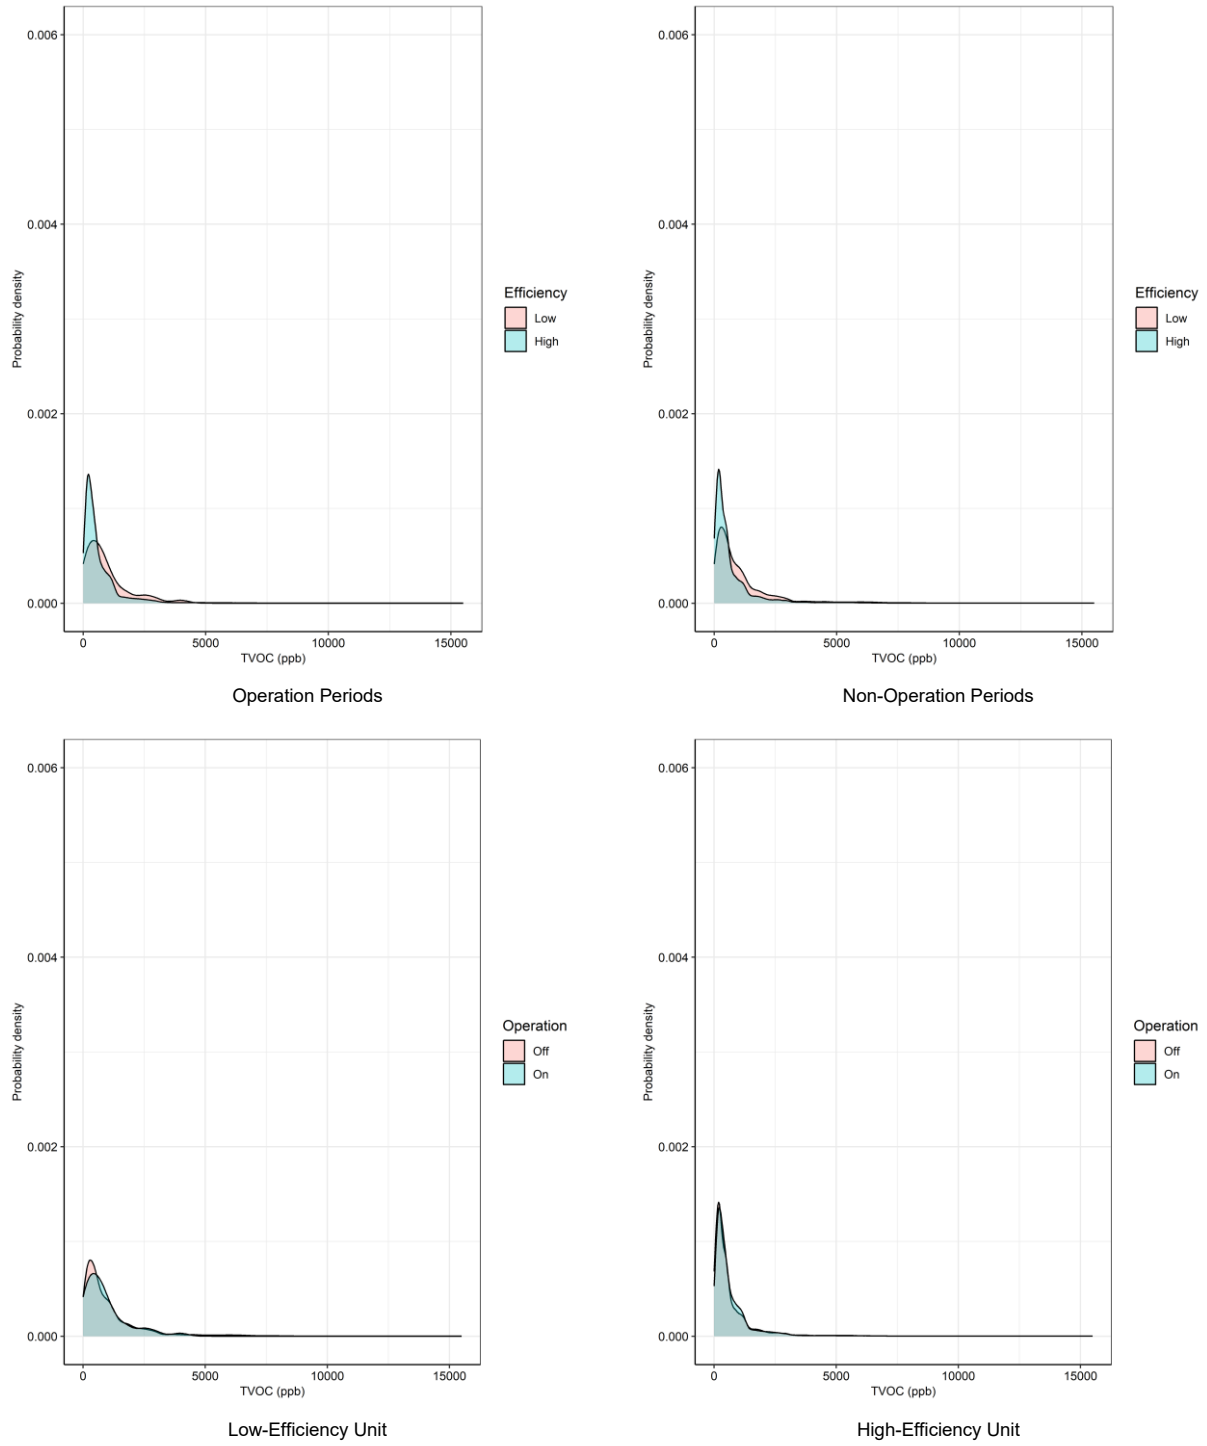 0.006
0.004
0.002
0.000
Probability density
0 5000 10000 15000
TVOC (ppb)
Efficiency
Low
High
Operation Periods
0.006
0.004
0.002
0.000
Probability density
0 5000 10000 15000
TVOC (ppb)
Efficiency
Low
High
Non-Operation Periods
0.006
0.004
0.002
0.000
Probability density
0 5000 10000 15000
TVOC (ppb)
Operation
Off
On
Low-Efficiency Unit
0.006
0.004
0.002
0.000
Probability density
0 5000 10000 15000
TVOC (ppb)
Operation
Off
On
High-Efficiency Unit